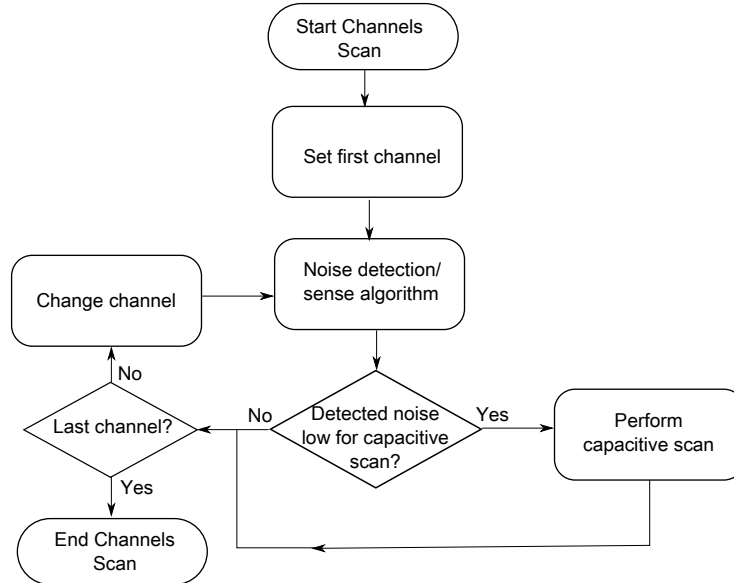 Start Channels
Scan
Set first channel
Noise detection/
sense algorithm
Change channel
No
Last channel?
No
Detected noise
low for capacitive
scan?
Yes
Perform
capacitive scan
Yes
End Channels
Scan